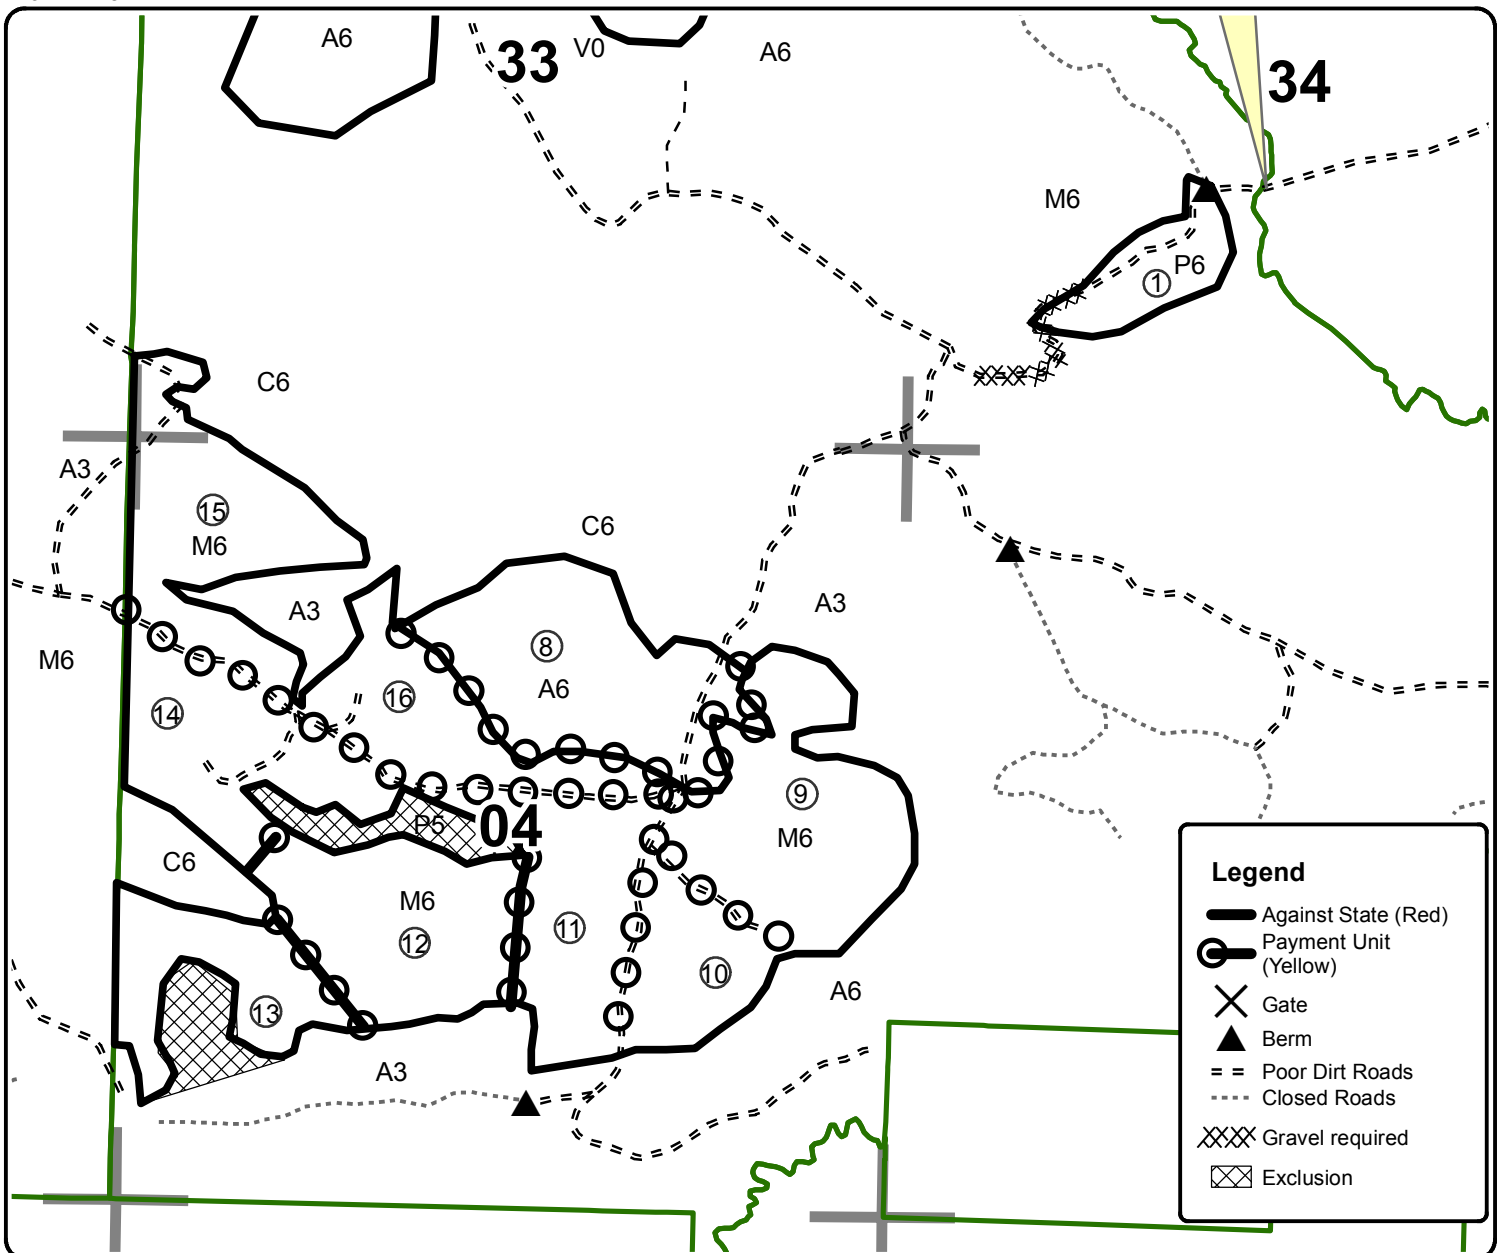 A6
33
V0
A6
34
M6
P6
1
C6
A3
15
M6
C6
A3
A3
8
M6
A6
16
14
9
P5
04
M6
C6
M6
12
11
10
A6
13
A3
Legend
Against State (Red)
Payment Unit
(Yellow)
Gate
Berm
Poor Dirt Roads
Closed Roads
Gravel required
Exclusion